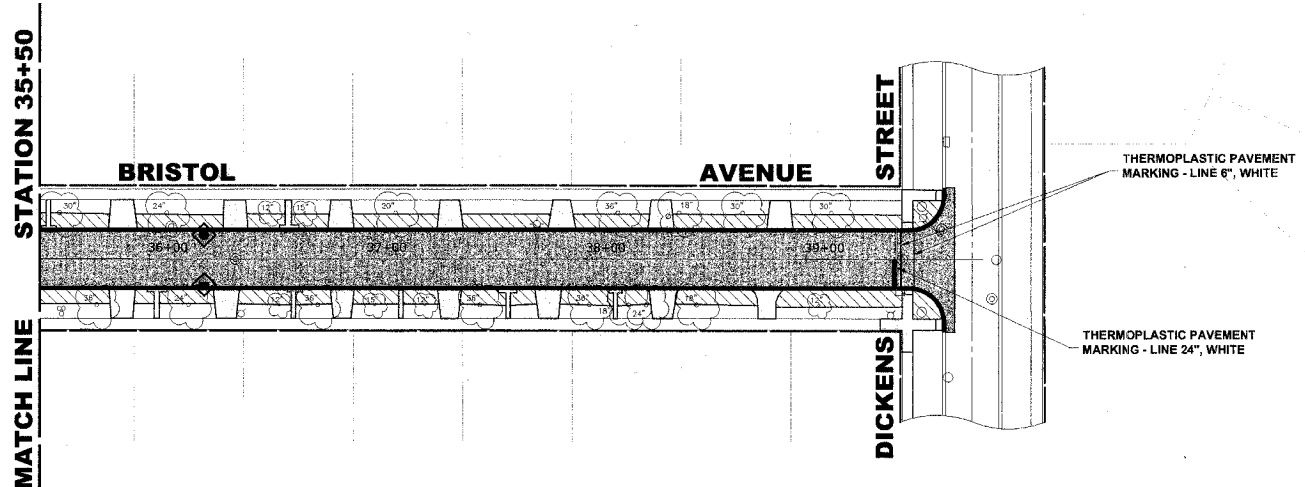 MATCH LINE STATION 35+50
BRISTOL AVENUE
DICKENS STREET
THERMOPLASTIC PAVEMENT
MARKING - LINE 6", WHITE
30" 24" 12" 15" 20" 36" 18" 30" 30"
36+00 37+00 38+00 39+00
24" 12" 36" 15" 12" 36" 36" 18" 24" 18" 12"
THERMOPLASTIC PAVEMENT
MARKING - LINE 24", WHITE